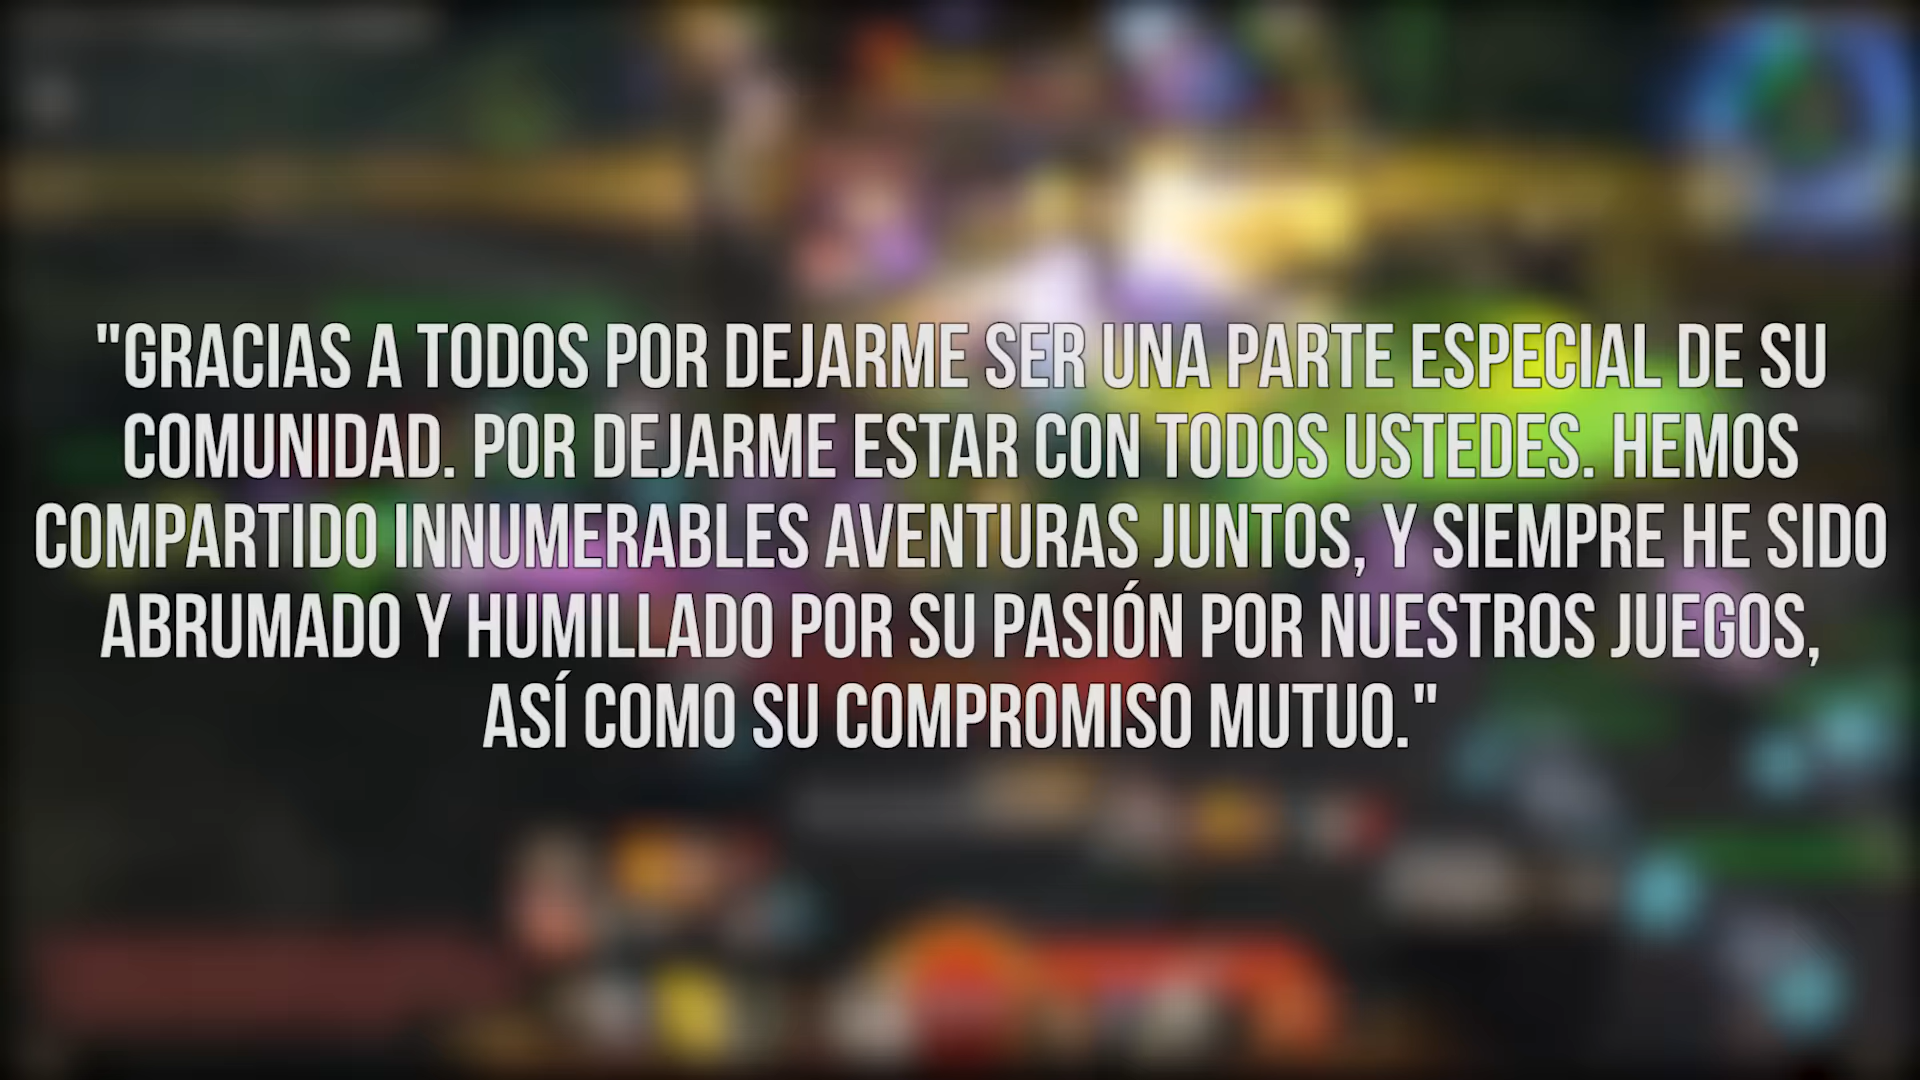 "GRACIAS A TODOS POR DEJARME SER UNA PARTE ESPECIAL DE SU
COMUNIDAD. POR DEJARME ESTAR CON TODOS USTEDES. HEMOS
COMPARTIDO INNUMERABLES AVENTURAS JUNTOS, Y SIEMPRE HE SIDO
ABRUMADO Y HUMILLADO POR SU PASIÓN POR NUESTROS JUEGOS,
ASÍ COMO SU COMPROMISO MUTUO."